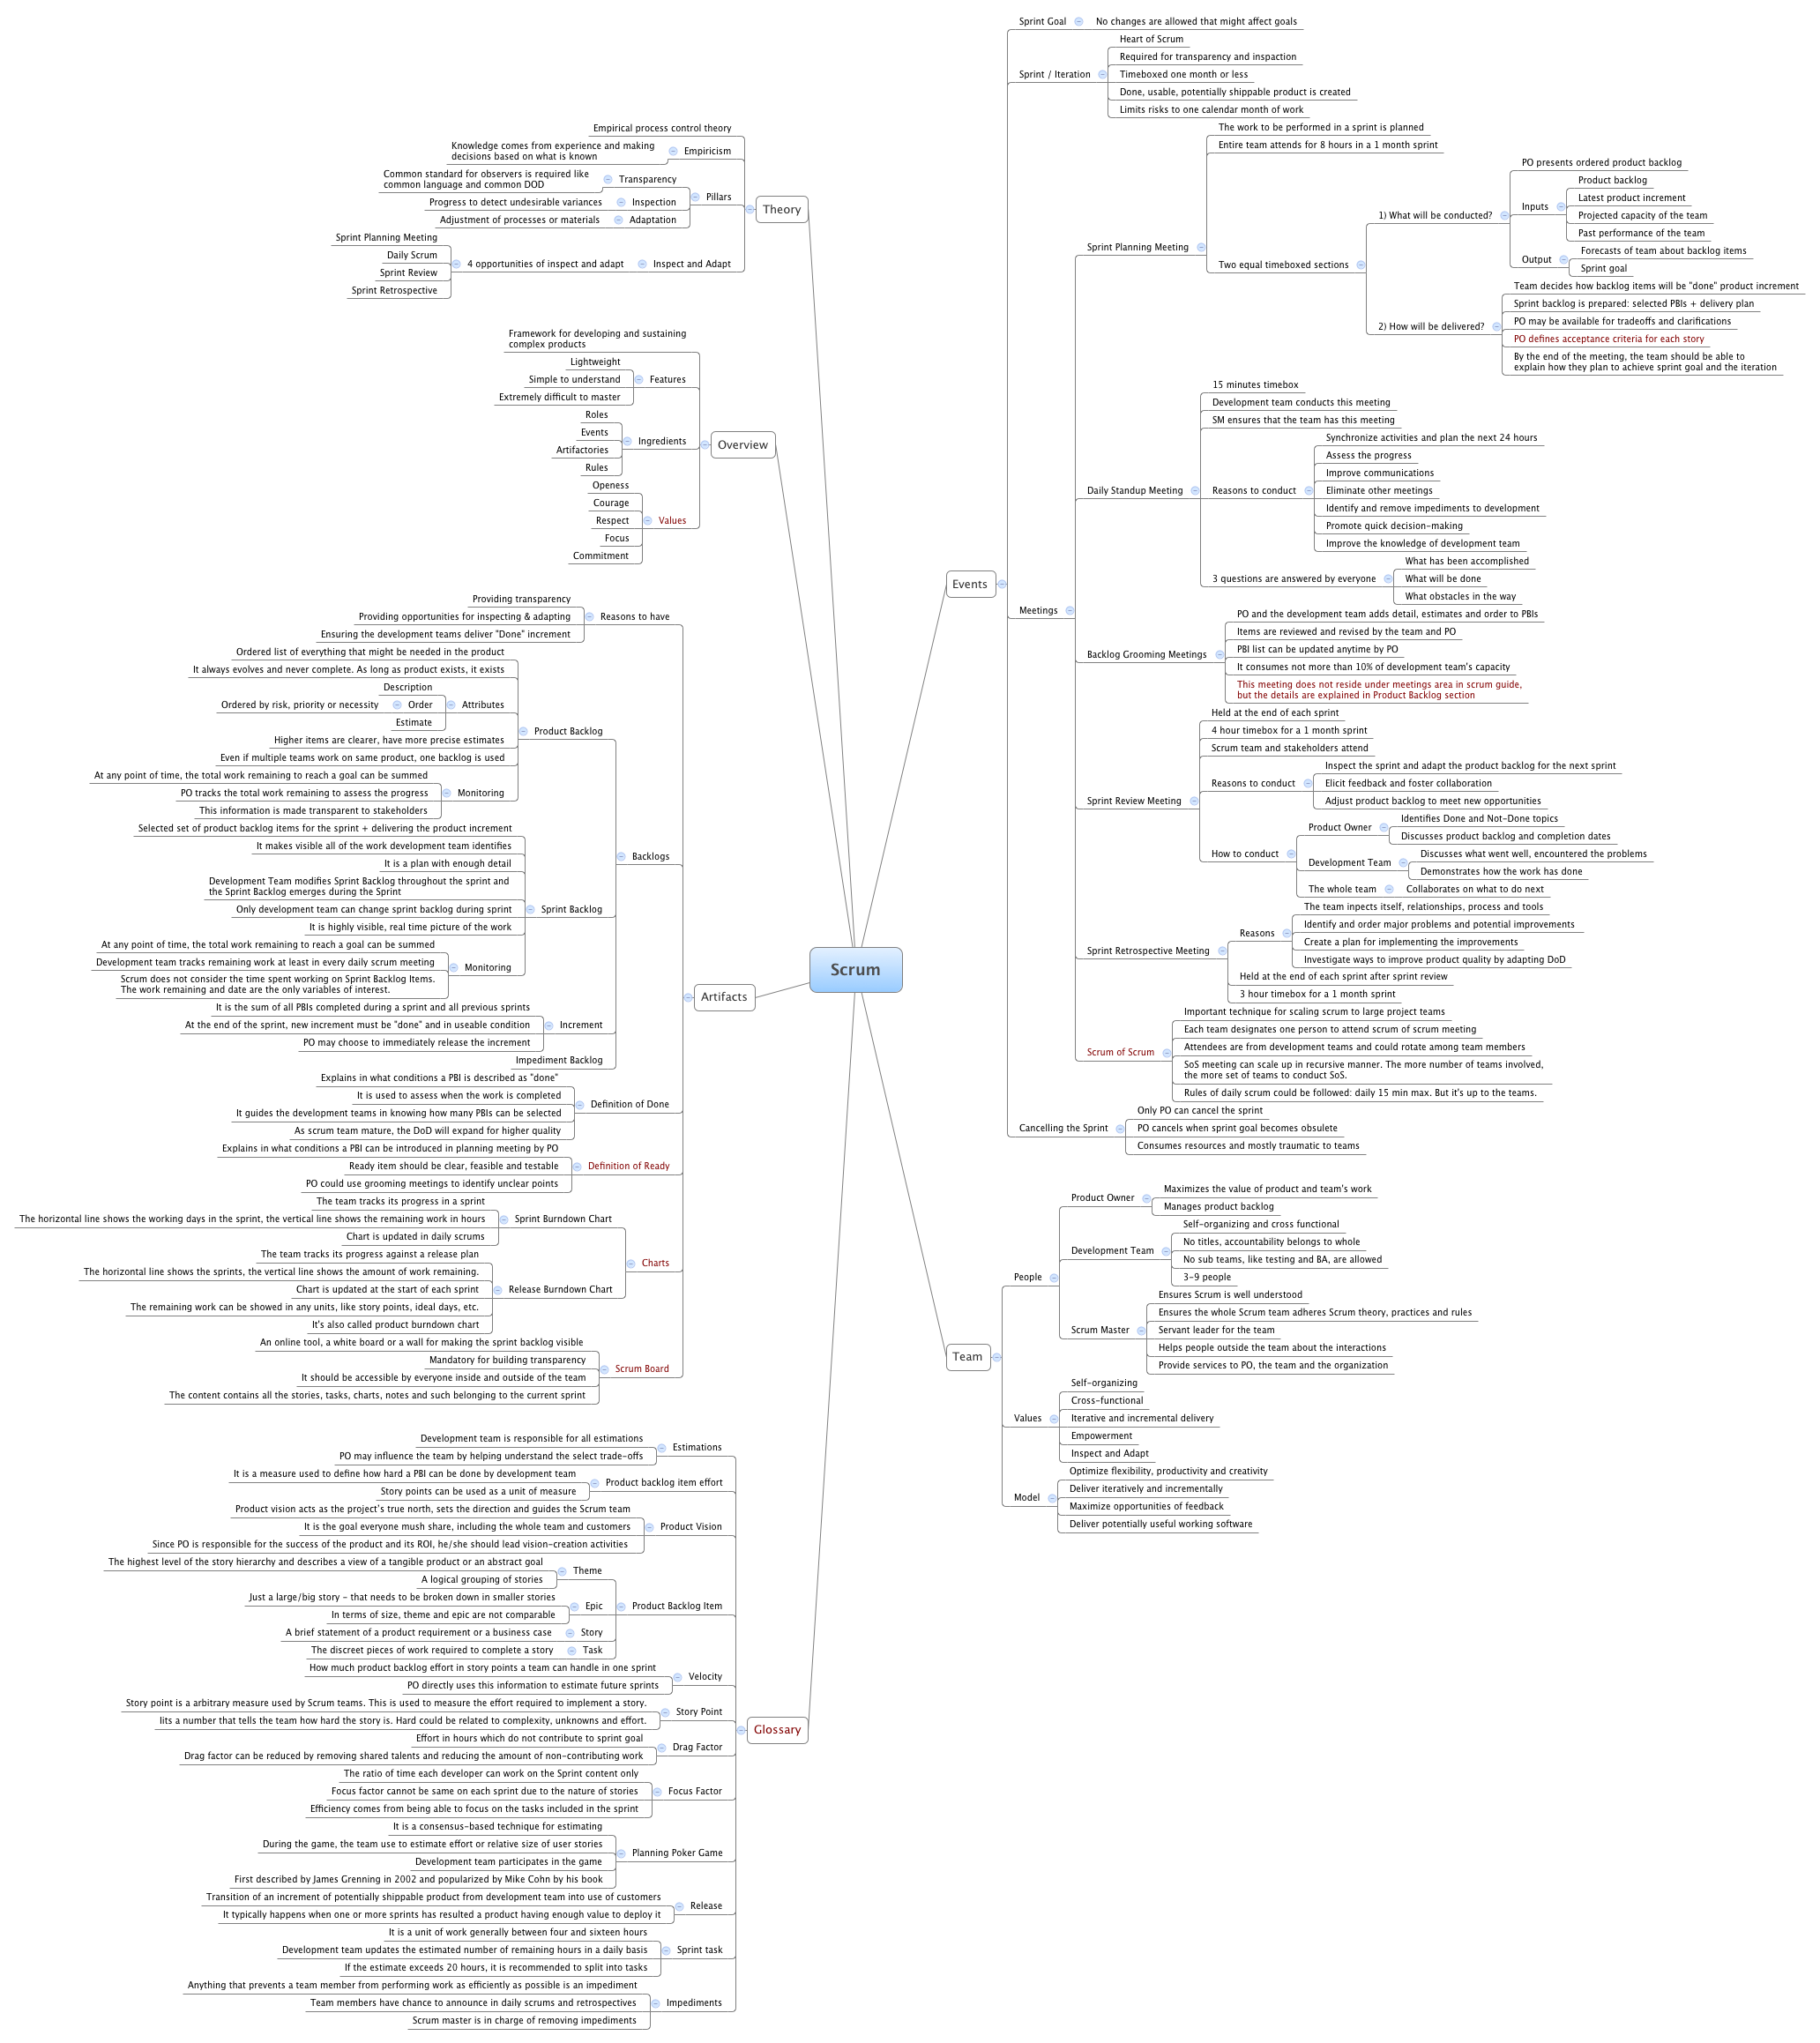 Scrum
Theory
Empirical process control theory
Empiricism
Knowledge comes from experience and making
decisions based on what is known
Pillars
Transparency
Common standard for observers is required like
common language and common DOD
Inspection
Progress to detect undesirable variances
Adaptation
Adjustment of processes or materials
Inspect and Adapt
4 opportunities of inspect and adapt
Sprint Planning Meeting
Daily Scrum
Sprint Review
Sprint Retrospective
Overview
Framework for developing and sustaining
complex products
Features
Lightweight
Simple to understand
Extremely difficult to master
Ingredients
Roles
Events
Artifactories
Rules
Values
Openess
Courage
Respect
Focus
Commitment
Artifacts
Reasons to have
Providing transparency
Providing opportunities for inspecting & adapting
Ensuring the development teams deliver "Done" increment
Backlogs
Product Backlog
Ordered list of everything that might be needed in the product
It always evolves and never complete. As long as product exists, it exists
Attributes
Description
Order
Ordered by risk, priority or necessity
Estimate
Higher items are clearer, have more precise estimates
Even if multiple teams work on same product, one backlog is used
Monitoring
At any point of time, the total work remaining to reach a goal can be summed
PO tracks the total work remaining to assess the progress
This information is made transparent to stakeholders
Sprint Backlog
Selected set of product backlog items for the sprint + delivering the product increment
It makes visible all of the work development team identifies
It is a plan with enough detail
Development Team modifies Sprint Backlog throughout the sprint and
the Sprint Backlog emerges during the Sprint
Only development team can change sprint backlog during sprint
It is highly visible, real time picture of the work
Monitoring
At any point of time, the total work remaining to reach a goal can be summed
Development team tracks remaining work at least in every daily scrum meeting
Scrum does not consider the time spent working on Sprint Backlog Items.
The work remaining and date are the only variables of interest.
Increment
It is the sum of all PBIs completed during a sprint and all previous sprints
At the end of the sprint, new increment must be "done" and in useable condition
PO may choose to immediately release the increment
Impediment Backlog
Definition of Done
Explains in what conditions a PBI is described as "done"
It is used to assess when the work is completed
It guides the development teams in knowing how many PBIs can be selected
As scrum team mature, the DoD will expand for higher quality
Definition of Ready
Explains in what conditions a PBI can be introduced in planning meeting by PO
Ready item should be clear, feasible and testable
PO could use grooming meetings to identify unclear points
Charts
Sprint Burndown Chart
The team tracks its progress in a sprint
The horizontal line shows the working days in the sprint, the vertical line shows the remaining work in hours
Chart is updated in daily scrums
Release Burndown Chart
The team tracks its progress against a release plan
The horizontal line shows the sprints, the vertical line shows the amount of work remaining.
Chart is updated at the start of each sprint
The remaining work can be showed in any units, like story points, ideal days, etc.
It's also called product burndown chart
Scrum Board
An online tool, a white board or a wall for making the sprint backlog visible
Mandatory for building transparency
It should be accessible by everyone inside and outside of the team
The content contains all the stories, tasks, charts, notes and such belonging to the current sprint
Glossary
Estimations
Development team is responsible for all estimations
PO may influence the team by helping understand the select trade-offs
Product backlog item effort
It is a measure used to define how hard a PBI can be done by development team
Story points can be used as a unit of measure
Product Vision
Product vision acts as the project's true north, sets the direction and guides the Scrum team
It is the goal everyone mush share, including the whole team and customers
Since PO is responsible for the success of the product and its ROI, he/she should lead vision-creation activities
Product Backlog Item
Theme
The highest level of the story hierarchy and describes a view of a tangible product or an abstract goal
A logical grouping of stories
Epic
Just a large/big story - that needs to be broken down in smaller stories
In terms of size, theme and epic are not comparable
Story
A brief statement of a product requirement or a business case
Task
The discreet pieces of work required to complete a story
Velocity
How much product backlog effort in story points a team can handle in one sprint
PO directly uses this information to estimate future sprints
Story Point
Story point is a arbitrary measure used by Scrum teams. This is used to measure the effort required to implement a story.
Iits a number that tells the team how hard the story is. Hard could be related to complexity, unknowns and effort.
Drag Factor
Effort in hours which do not contribute to sprint goal
Drag factor can be reduced by removing shared talents and reducing the amount of non-contributing work
Focus Factor
The ratio of time each developer can work on the Sprint content only
Focus factor cannot be same on each sprint due to the nature of stories
Efficiency comes from being able to focus on the tasks included in the sprint
Planning Poker Game
It is a consensus-based technique for estimating
During the game, the team use to estimate effort or relative size of user stories
Development team participates in the game
First described by James Grenning in 2002 and popularized by Mike Cohn by his book
Release
Transition of an increment of potentially shippable product from development team into use of customers
It typically happens when one or more sprints has resulted a product having enough value to deploy it
Sprint task
It is a unit of work generally between four and sixteen hours
Development team updates the estimated number of remaining hours in a daily basis
If the estimate exceeds 20 hours, it is recommended to split into tasks
Impediments
Anything that prevents a team member from performing work as efficiently as possible is an impediment
Team members have chance to announce in daily scrums and retrospectives
Scrum master is in charge of removing impediments
Events
Sprint Goal
No changes are allowed that might affect goals
Sprint / Iteration
Heart of Scrum
Required for transparency and inspaction
Timeboxed one month or less
Done, usable, potentially shippable product is created
Limits risks to one calendar month of work
Meetings
Sprint Planning Meeting
The work to be performed in a sprint is planned
Entire team attends for 8 hours in a 1 month sprint
Two equal timeboxed sections
1) What will be conducted?
PO presents ordered product backlog
Inputs
Product backlog
Latest product increment
Projected capacity of the team
Past performance of the team
Output
Forecasts of team about backlog items
Sprint goal
2) How will be delivered?
Team decides how backlog items will be "done" product increment
Sprint backlog is prepared: selected PBIs + delivery plan
PO may be available for tradeoffs and clarifications
PO defines acceptance criteria for each story
By the end of the meeting, the team should be able to
explain how they plan to achieve sprint goal and the iteration
Daily Standup Meeting
15 minutes timebox
Development team conducts this meeting
SM ensures that the team has this meeting
Reasons to conduct
Synchronize activities and plan the next 24 hours
Assess the progress
Improve communications
Eliminate other meetings
Identify and remove impediments to development
Promote quick decision-making
Improve the knowledge of development team
3 questions are answered by everyone
What has been accomplished
What will be done
What obstacles in the way
Backlog Grooming Meetings
PO and the development team adds detail, estimates and order to PBIs
Items are reviewed and revised by the team and PO
PBI list can be updated anytime by PO
It consumes not more than 10% of development team's capacity
This meeting does not reside under meetings area in scrum guide,
but the details are explained in Product Backlog section
Sprint Review Meeting
Held at the end of each sprint
4 hour timebox for a 1 month sprint
Scrum team and stakeholders attend
Reasons to conduct
Inspect the sprint and adapt the product backlog for the next sprint
Elicit feedback and foster collaboration
Adjust product backlog to meet new opportunities
How to conduct
Product Owner
Identifies Done and Not-Done topics
Discusses product backlog and completion dates
Development Team
Discusses what went well, encountered the problems
Demonstrates how the work has done
The whole team
Collaborates on what to do next
Sprint Retrospective Meeting
Reasons
The team inpects itself, relationships, process and tools
Identify and order major problems and potential improvements
Create a plan for implementing the improvements
Investigate ways to improve product quality by adapting DoD
Held at the end of each sprint after sprint review
3 hour timebox for a 1 month sprint
Scrum of Scrum
Important technique for scaling scrum to large project teams
Each team designates one person to attend scrum of scrum meeting
Attendees are from development teams and could rotate among team members
SoS meeting can scale up in recursive manner. The more number of teams involved,
the more set of teams to conduct SoS.
Rules of daily scrum could be followed: daily 15 min max. But it's up to the teams.
Cancelling the Sprint
Only PO can cancel the sprint
PO cancels when sprint goal becomes obsulete
Consumes resources and mostly traumatic to teams
Team
People
Product Owner
Maximizes the value of product and team's work
Manages product backlog
Development Team
Self-organizing and cross functional
No titles, accountability belongs to whole
No sub teams, like testing and BA, are allowed
3-9 people
Scrum Master
Ensures Scrum is well understood
Ensures the whole Scrum team adheres Scrum theory, practices and rules
Servant leader for the team
Helps people outside the team about the interactions
Provide services to PO, the team and the organization
Values
Self-organizing
Cross-functional
Iterative and incremental delivery
Empowerment
Inspect and Adapt
Model
Optimize flexibility, productivity and creativity
Deliver iteratively and incrementally
Maximize opportunities of feedback
Deliver potentially useful working software